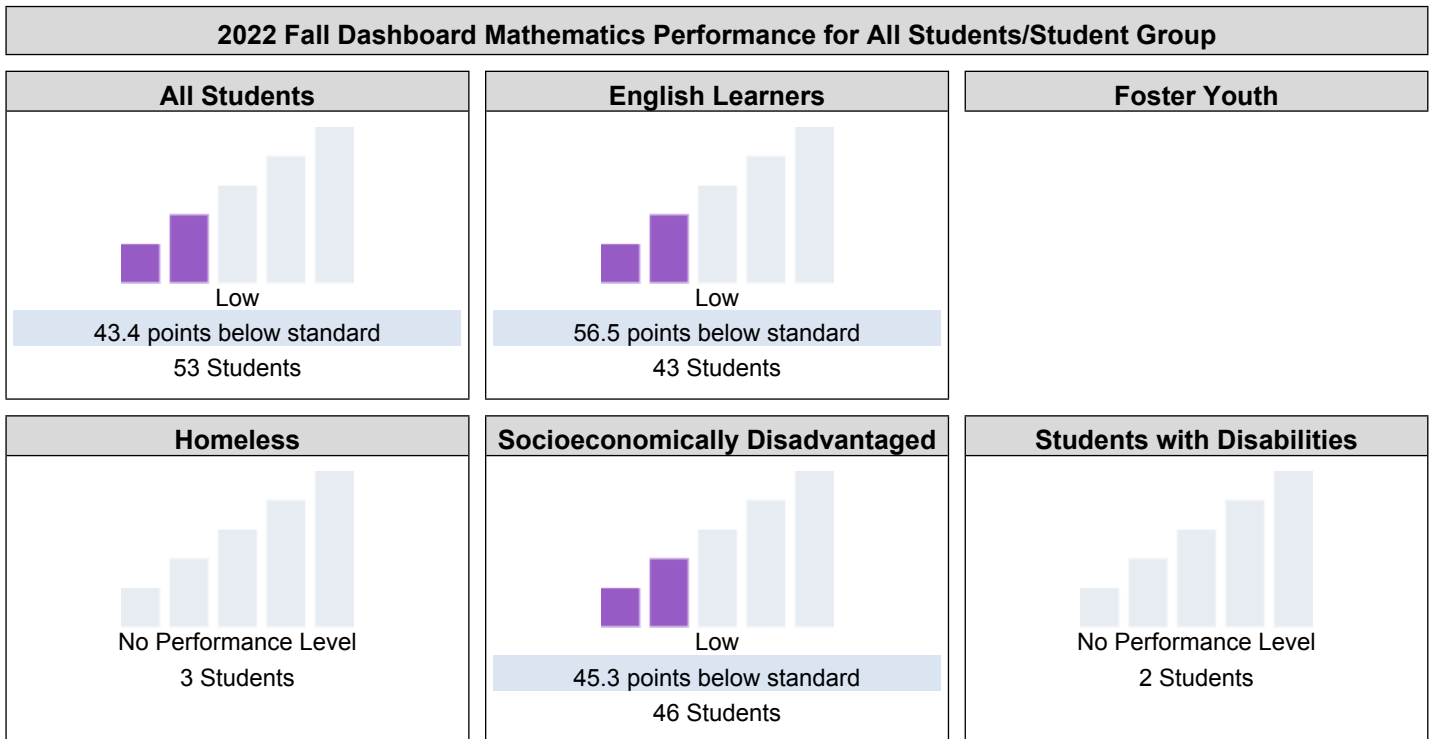 2022 Fall Dashboard Mathematics Performance for All Students/Student Group
All Students
Low
43.4 points below standard
53 Students
English Learners
Low
56.5 points below standard
43 Students
Foster Youth
Homeless
No Performance Level
3 Students
Socioeconomically Disadvantaged
Low
45.3 points below standard
46 Students
Students with Disabilities
No Performance Level
2 Students